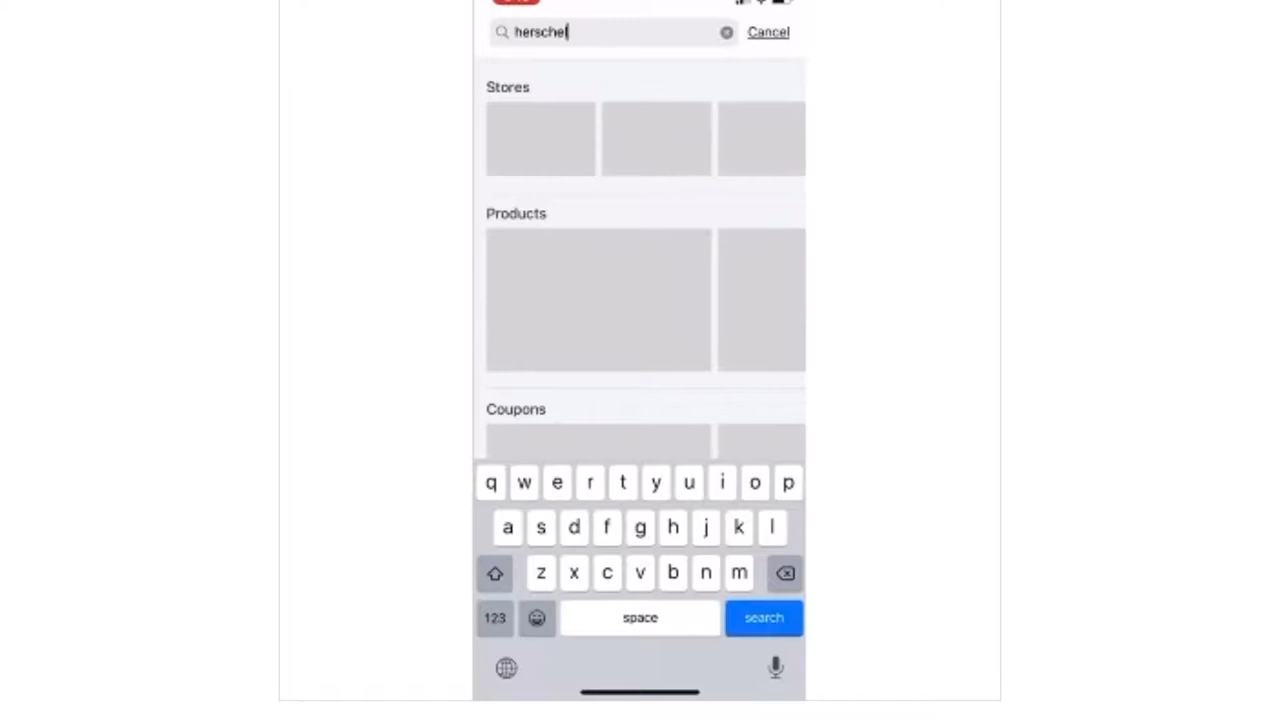 herschel Cancel
Stores
Products
Coupons
q w e r t y u i o p
a s d f g h j k l
z x c v b n m
123 space search